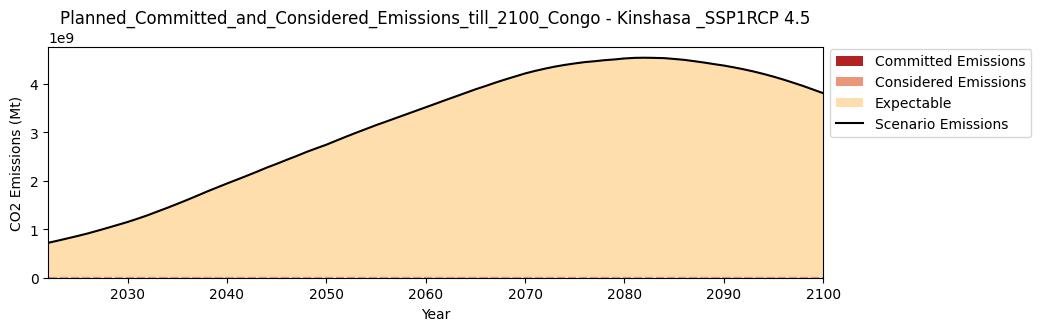 Planned_Committed_and_Considered_Emissions_till_2100_Congo - Kinshasa _SSP1RCP 4.5
1e9
Committed Emissions
Considered Emissions
Expectable
Scenario Emissions
CO2 Emissions (Mt)
4
3
2
1
0
2030 2040 2050 2060 2070 2080 2090 2100
Year